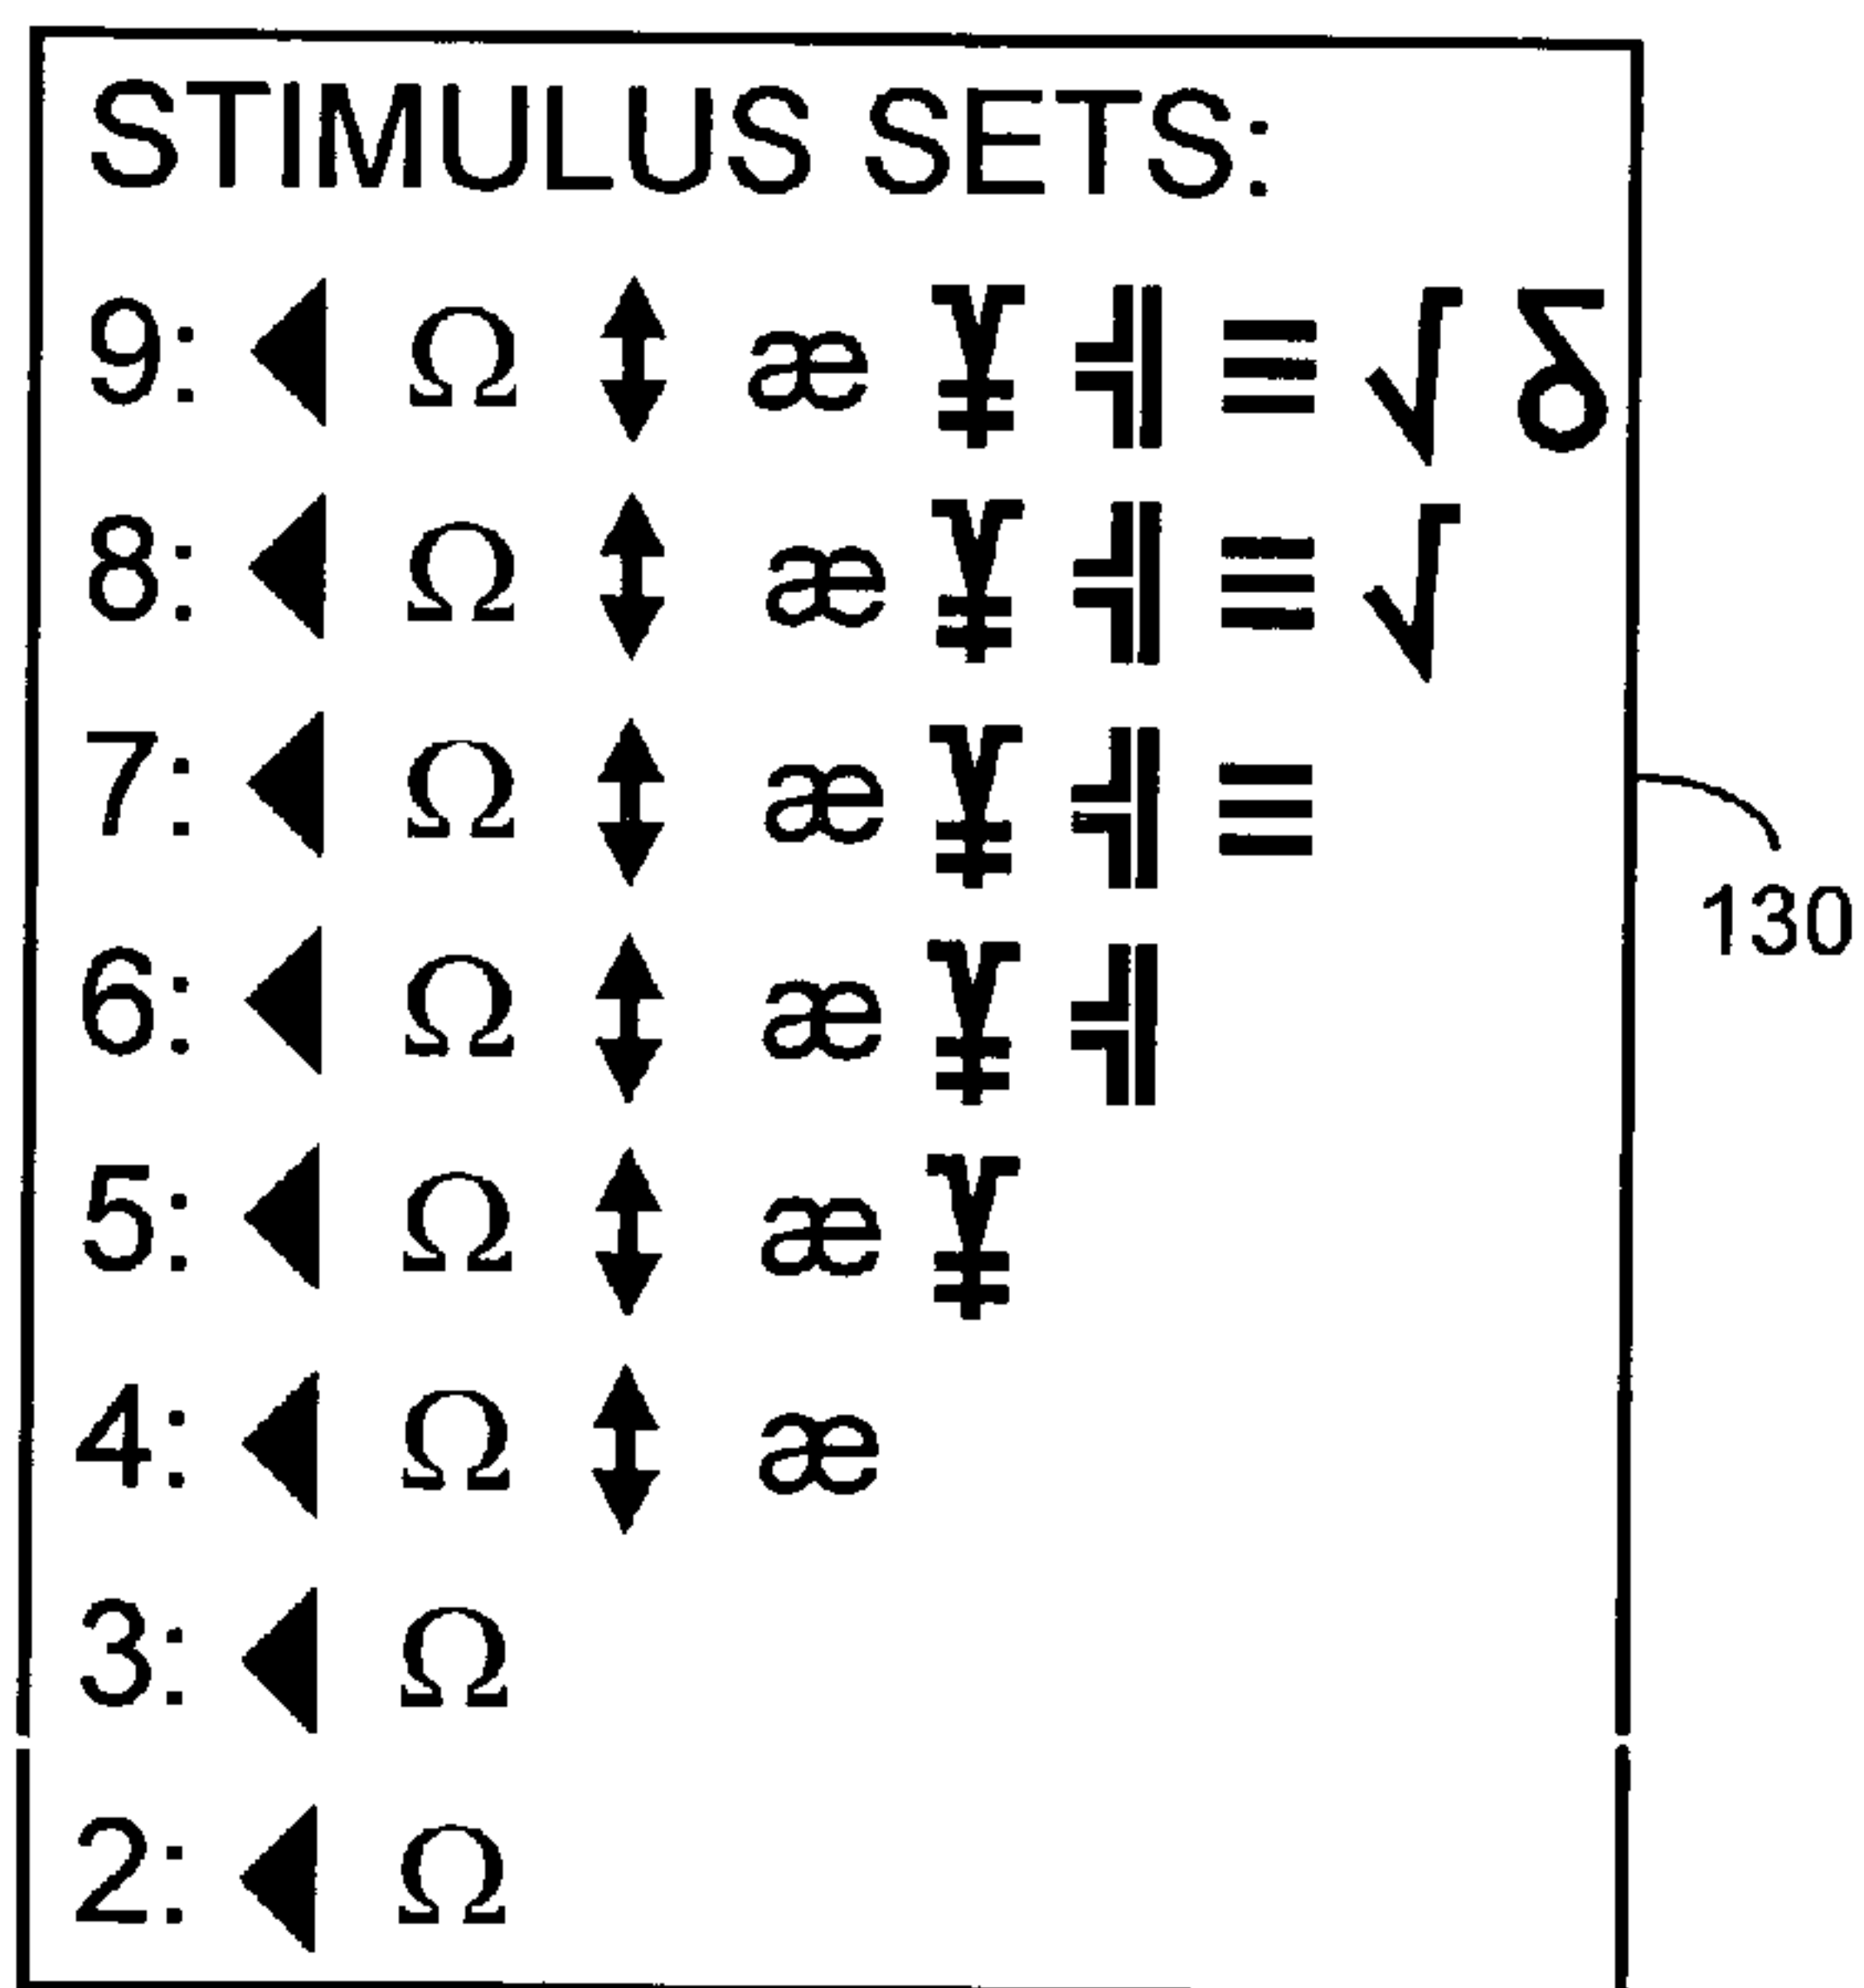 STIMULUS SETS:
9: ◀ Ω ↕ æ ¥ ╣ ≡ √ δ
8: ◀ Ω ↕ æ ¥ ╣ ≡ √
7: ◀ Ω ↕ æ ¥ ╣ ≡
130
6: ◀ Ω ↕ æ ¥ ╣
5: ◀ Ω ↕ æ ¥
4: ◀ Ω ↕ æ
3: ◀ Ω
2: ◀ Ω